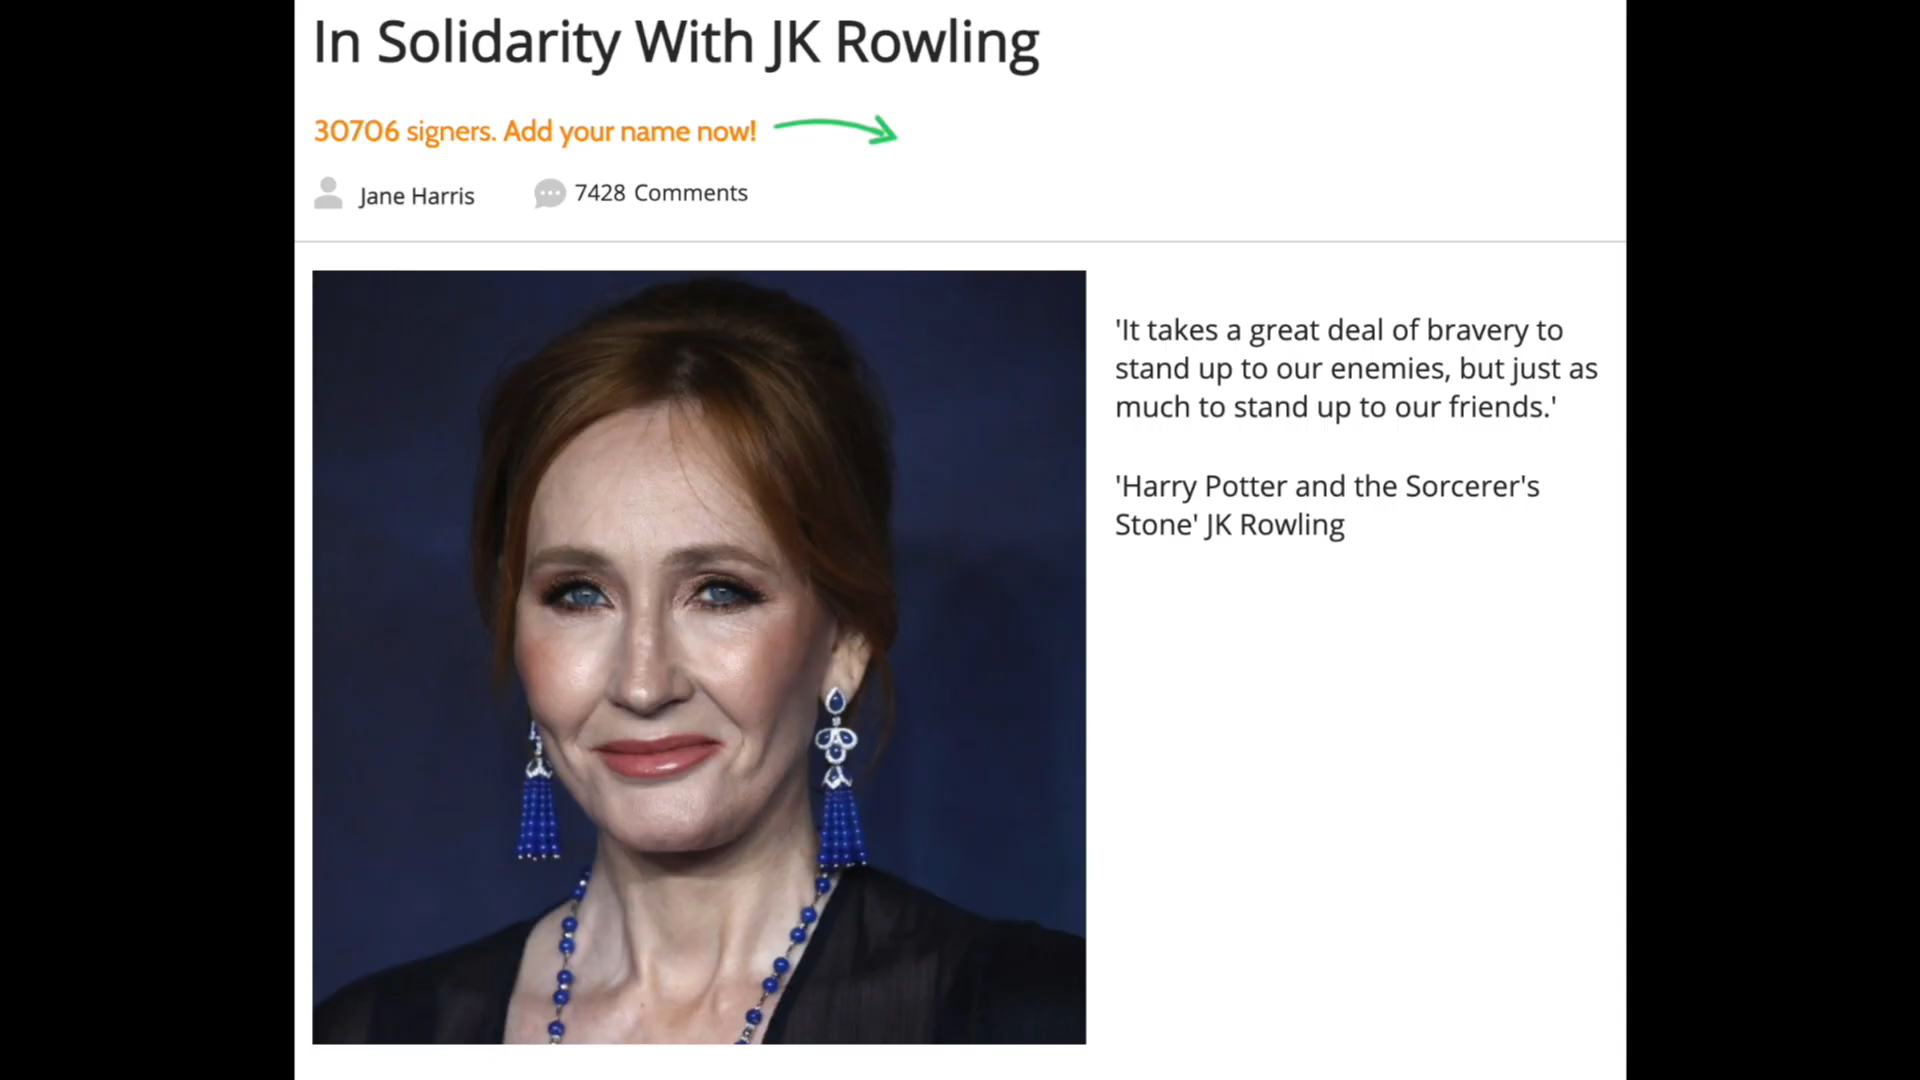 In Solidarity With JK Rowling
30706 signers. Add your name now!
Jane Harris
7428 Comments
'It takes a great deal of bravery to
stand up to our enemies, but just as
much to stand up to our friends.'
'Harry Potter and the Sorcerer's
Stone' JK Rowling